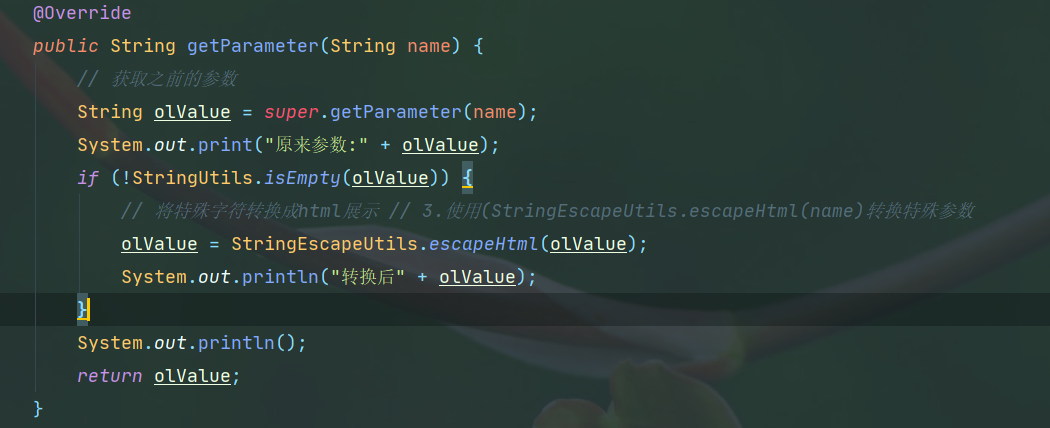 @Override
public String getParameter(String name) {
// 获取之前的参数
String olValue = super.getParameter(name);
System.out.print("原来参数:" + olValue);
if (!StringUtils.isEmpty(olValue)) {
// 将特殊字符转换成html展示 // 3.使用(StringEscapeUtils.escapeHtml(name)转换特殊参数
olValue = StringEscapeUtils.escapeHtml(olValue);
System.out.println("转换后" + olValue);
}
System.out.println();
return olValue;
}